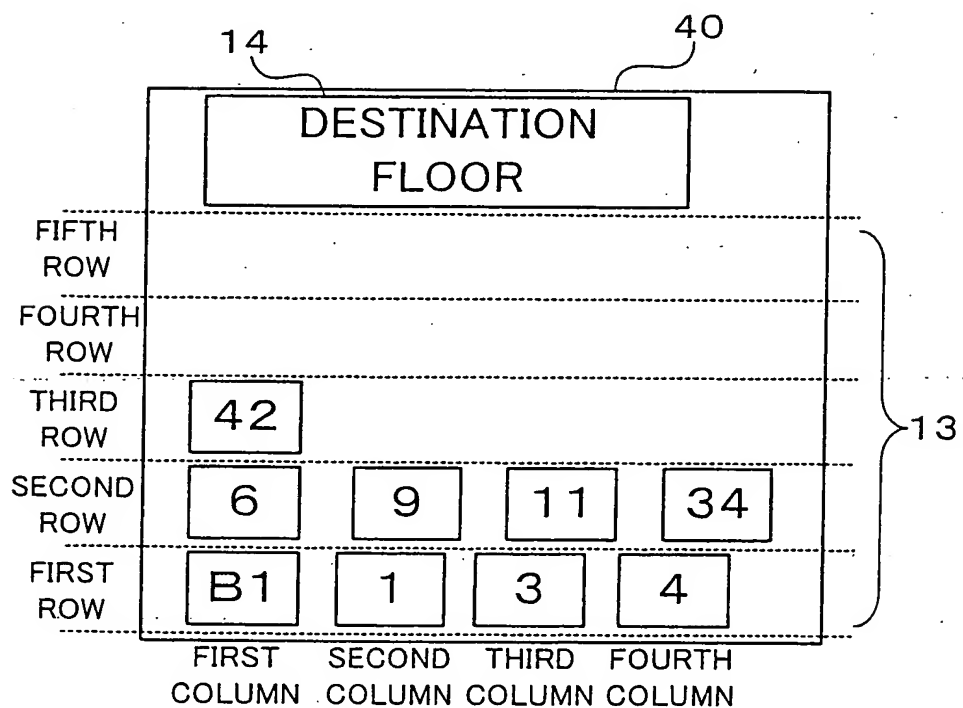 14
40
DESTINATION
FLOOR
FIFTH
ROW
FOURTH
ROW
THIRD
ROW
42
13
SECOND
ROW
6 9 11 34
FIRST
ROW
B1 1 3 4
FIRST SECOND THIRD FOURTH
COLUMN COLUMN COLUMN COLUMN